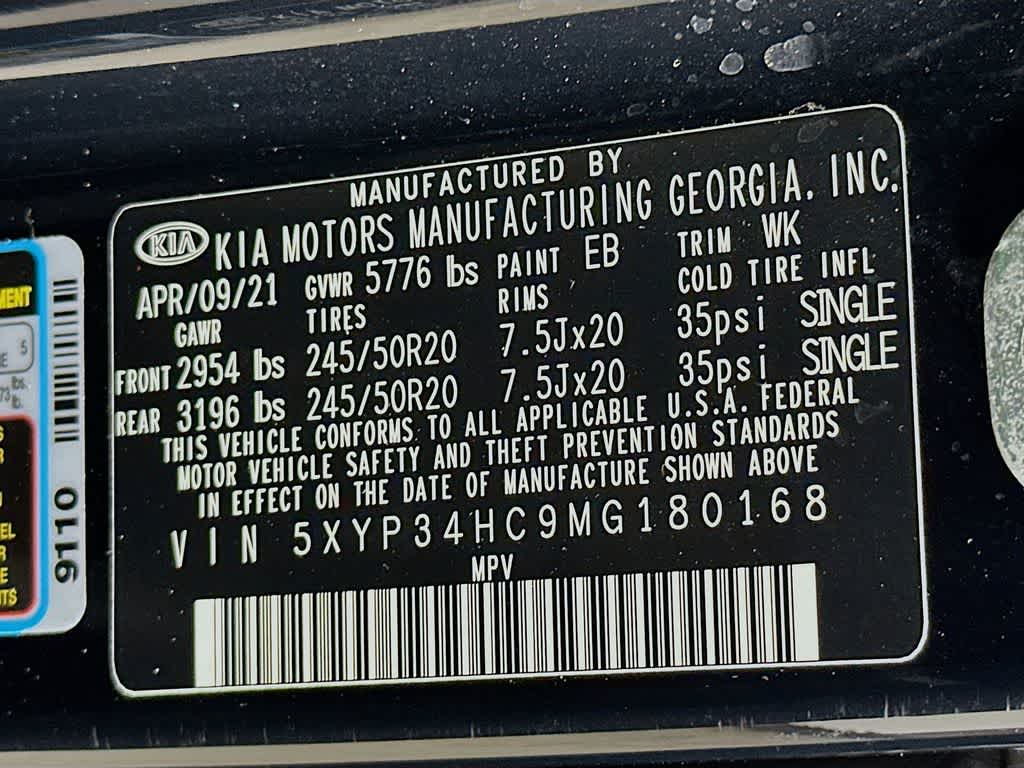 MANUFACTURED BY
KIA KIA MOTORS MANUFACTURING GEORGIA, INC.
APR/09/21 GVWR 5776 lbs PAINT EB TRIM WK
GAWR TIRES RIMS COLD TIRE INFL
FRONT 2954 lbs 245/50R20 7.5Jx20 35psi SINGLE
REAR 3196 lbs 245/50R20 7.5Jx20 35psi SINGLE
THIS VEHICLE CONFORMS TO ALL APPLICABLE U.S.A. FEDERAL
MOTOR VEHICLE SAFETY AND THEFT PREVENTION STANDARDS
IN EFFECT ON THE DATE OF MANUFACTURE SHOWN ABOVE
VIN 5XYP34HC9MG180168
MPV
9110
5